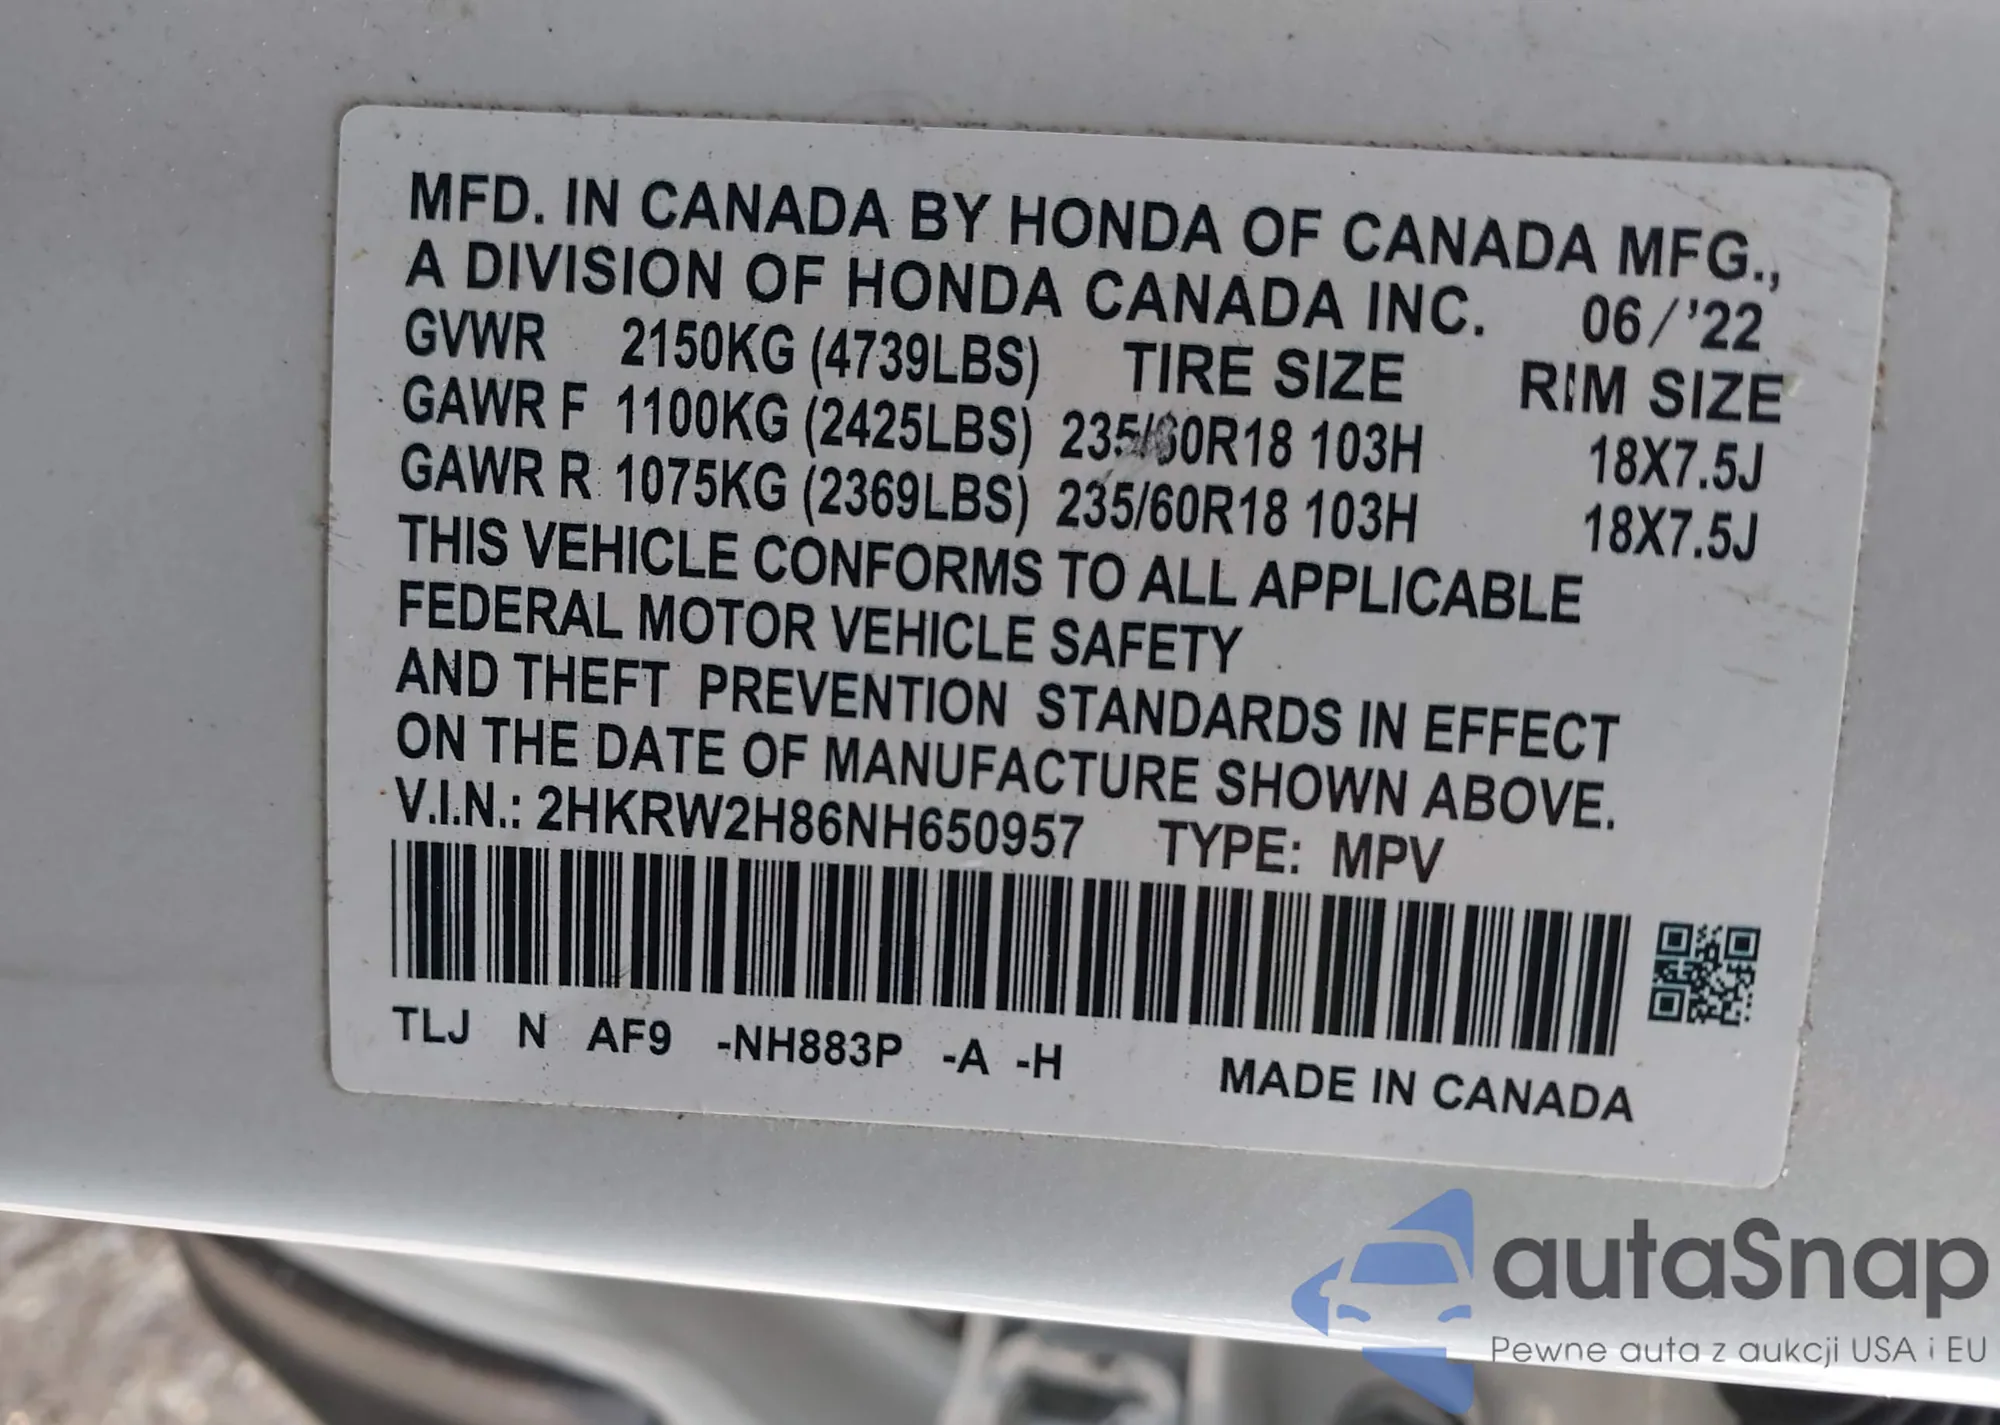 MFD. IN CANADA BY HONDA OF CANADA MFG.,
A DIVISION OF HONDA CANADA INC. 06/'22
GVWR 2150KG (4739LBS) TIRE SIZE RIM SIZE
GAWR F 1100KG (2425LBS) 235/60R18 103H 18X7.5J
GAWR R 1075KG (2369LBS) 235/60R18 103H 18X7.5J
THIS VEHICLE CONFORMS TO ALL APPLICABLE
FEDERAL MOTOR VEHICLE SAFETY
AND THEFT PREVENTION STANDARDS IN EFFECT
ON THE DATE OF MANUFACTURE SHOWN ABOVE.
V.I.N.: 2HKRW2H86NH650957 TYPE: MPV
TLJ N AF9 -NH883P -A -H
MADE IN CANADA
autaSnap
Pewne auta z aukcji USA i EU